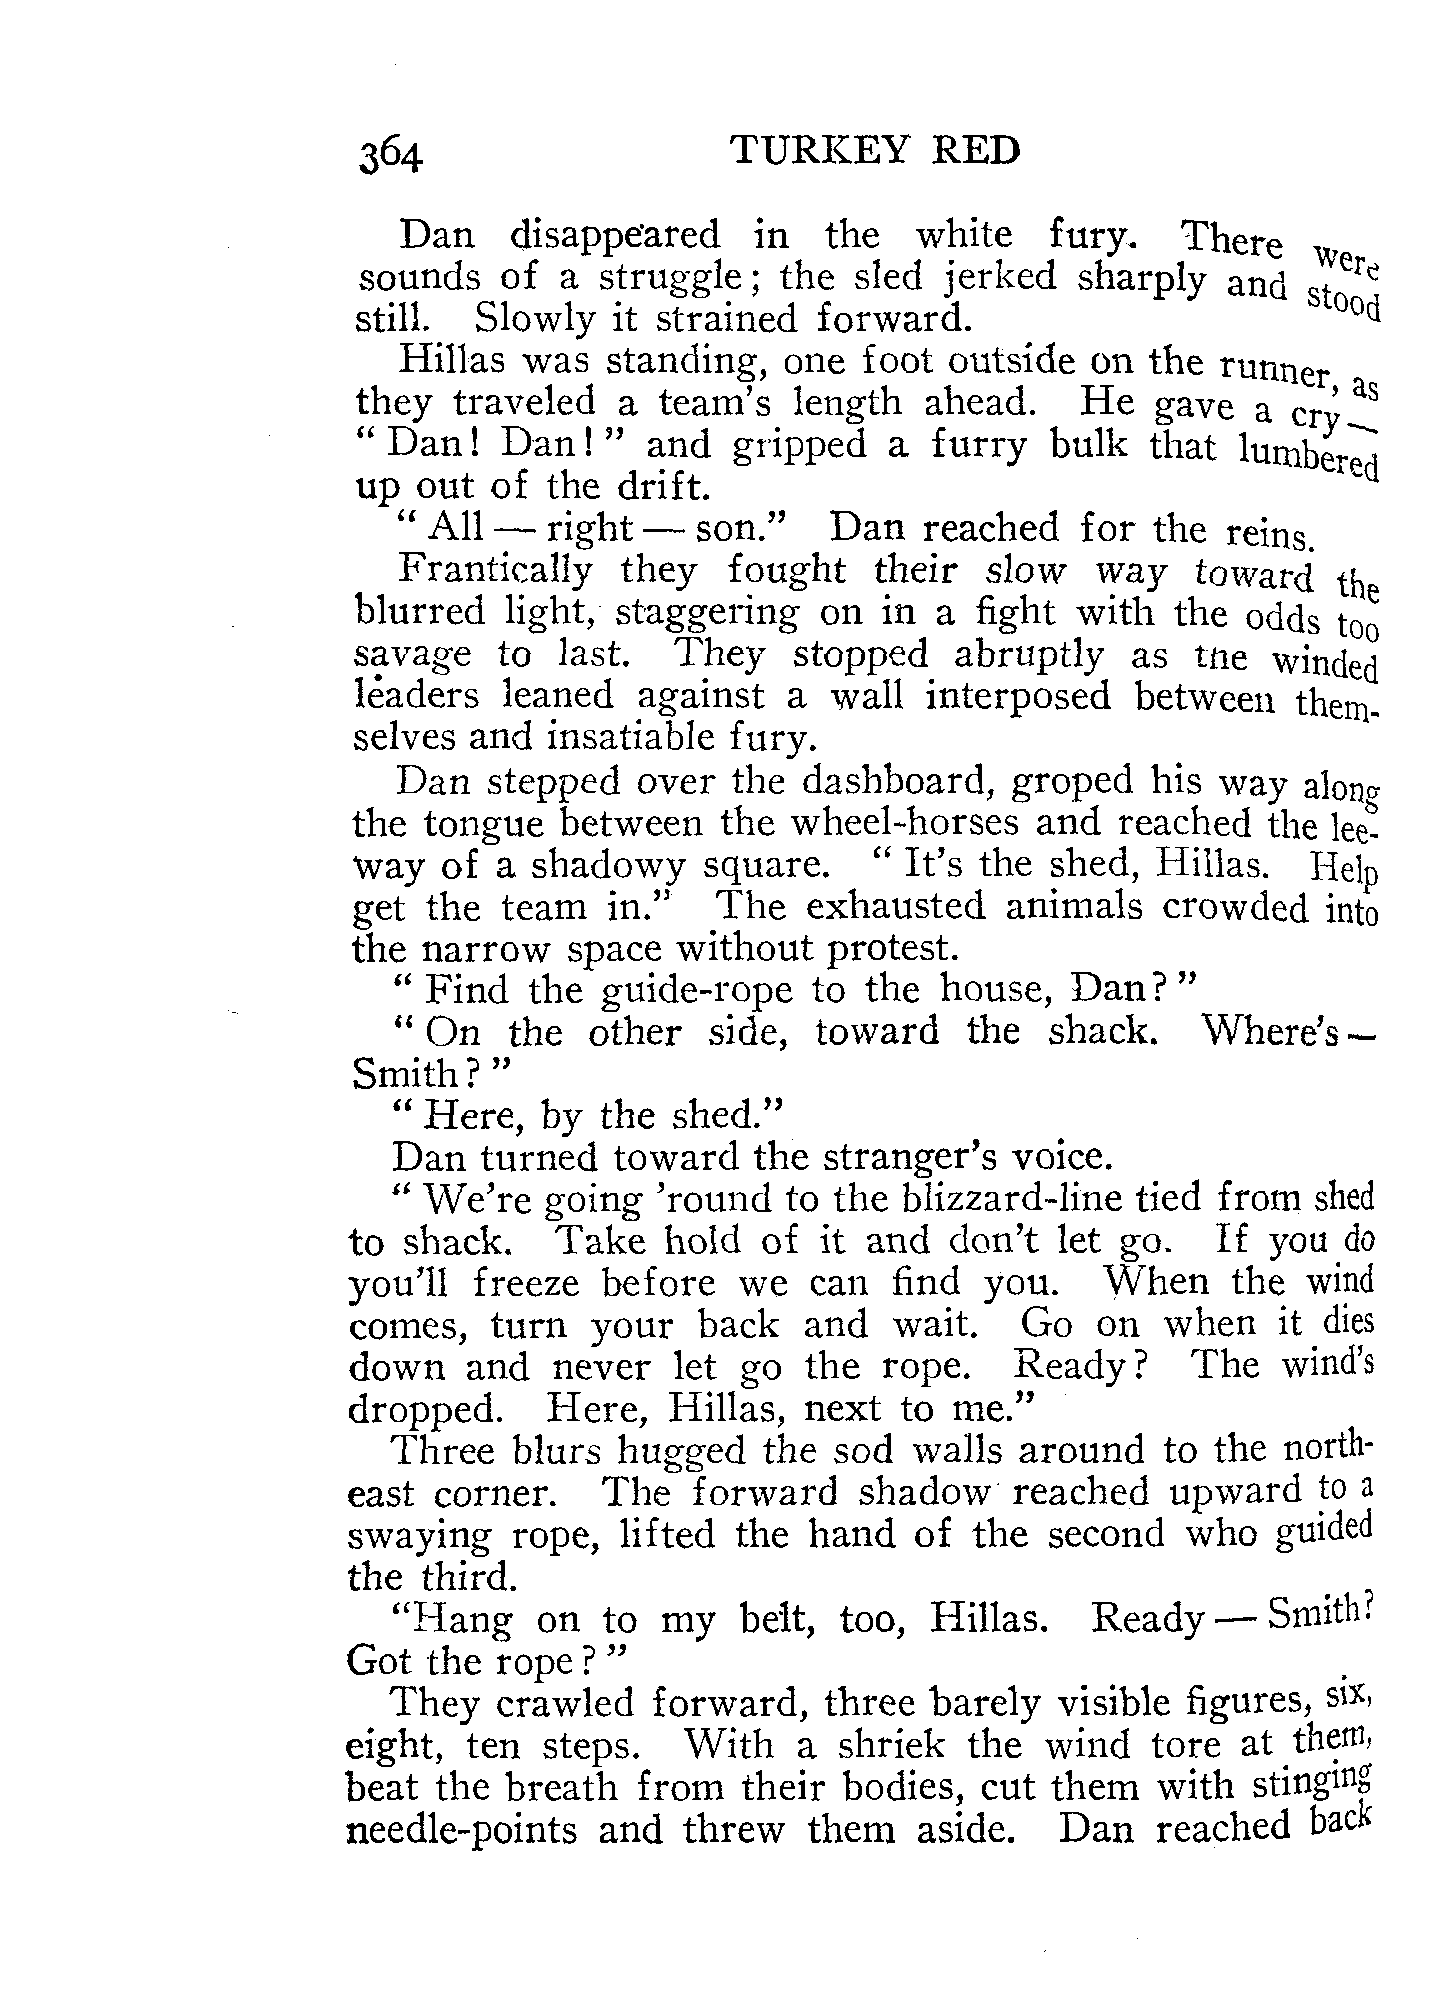 364 TURKEY RED
Dan disappeared in the white fury. There were
sounds of a struggle; the sled jerked sharply and stood
still. Slowly it strained forward.
Hillas was standing, one foot outside on the runner, as
they traveled a team's length ahead. He gave a cry —
" Dan! Dan! " and gripped a furry bulk that lumbered
up out of the drift.
" All — right — son." Dan reached for the reins.
Frantically they fought their slow way toward the
blurred light, staggering on in a fight with the odds too
savage to last. They stopped abruptly as the winded
leaders leaned against a wall interposed between them-
selves and insatiable fury.
Dan stepped over the dashboard, groped his way along
the tongue between the wheel-horses and reached the lee-
way of a shadowy square. " It's the shed, Hillas. Help
get the team in." The exhausted animals crowded into
the narrow space without protest.
" Find the guide-rope to the house, Dan? "
" On the other side, toward the shack. Where's —
Smith? "
" Here, by the shed."
Dan turned toward the stranger's voice.
" We're going 'round to the blizzard-line tied from shed
to shack. Take hold of it and don't let go. If you do
you'll freeze before we can find you. When the wind
comes, turn your back and wait. Go on when it dies
down and never let go the rope. Ready? The wind's
dropped. Here, Hillas, next to me."
Three blurs hugged the sod walls around to the north-
east corner. The forward shadow reached upward to a
swaying rope, lifted the hand of the second who guided
the third.
"Hang on to my belt, too, Hillas. Ready — Smith?
Got the rope? "
They crawled forward, three barely visible figures, six,
eight, ten steps. With a shriek the wind tore at them,
beat the breath from their bodies, cut them with stinging
needle-points and threw them aside. Dan reached back